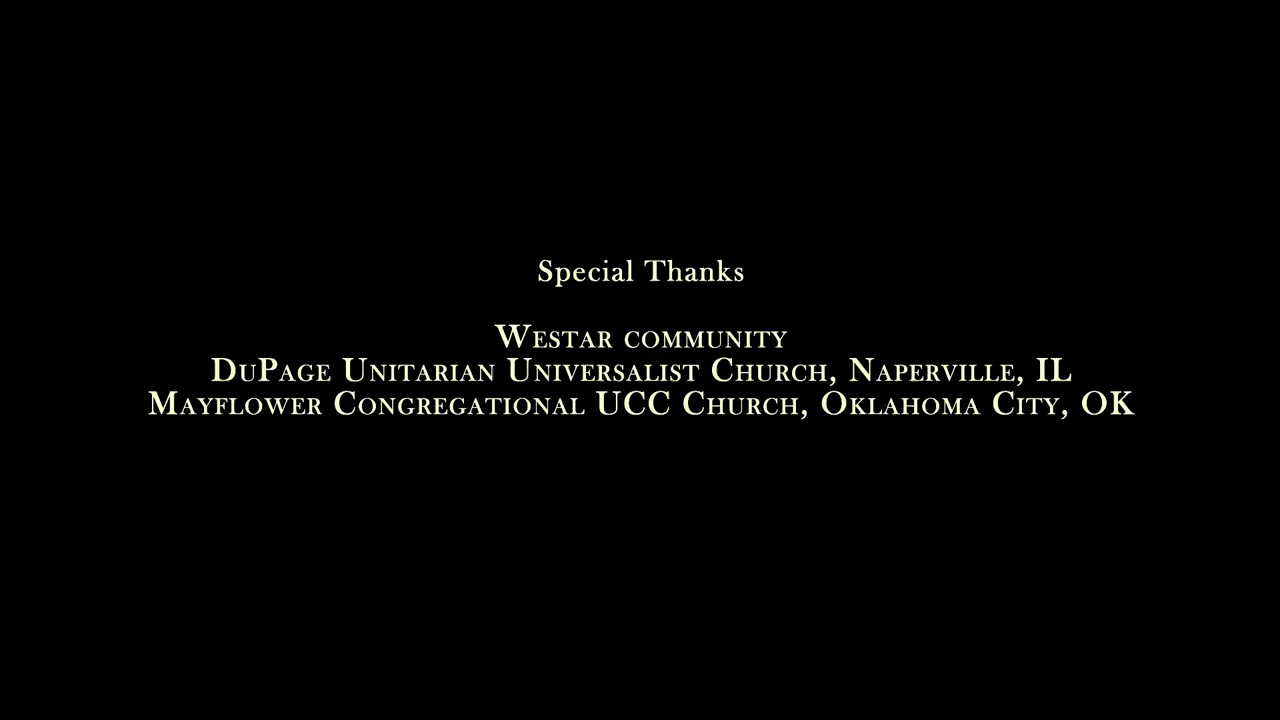 Special Thanks
Westar community
DuPage Unitarian Universalist Church, Naperville, IL
Mayflower Congregational UCC Church, Oklahoma City, OK